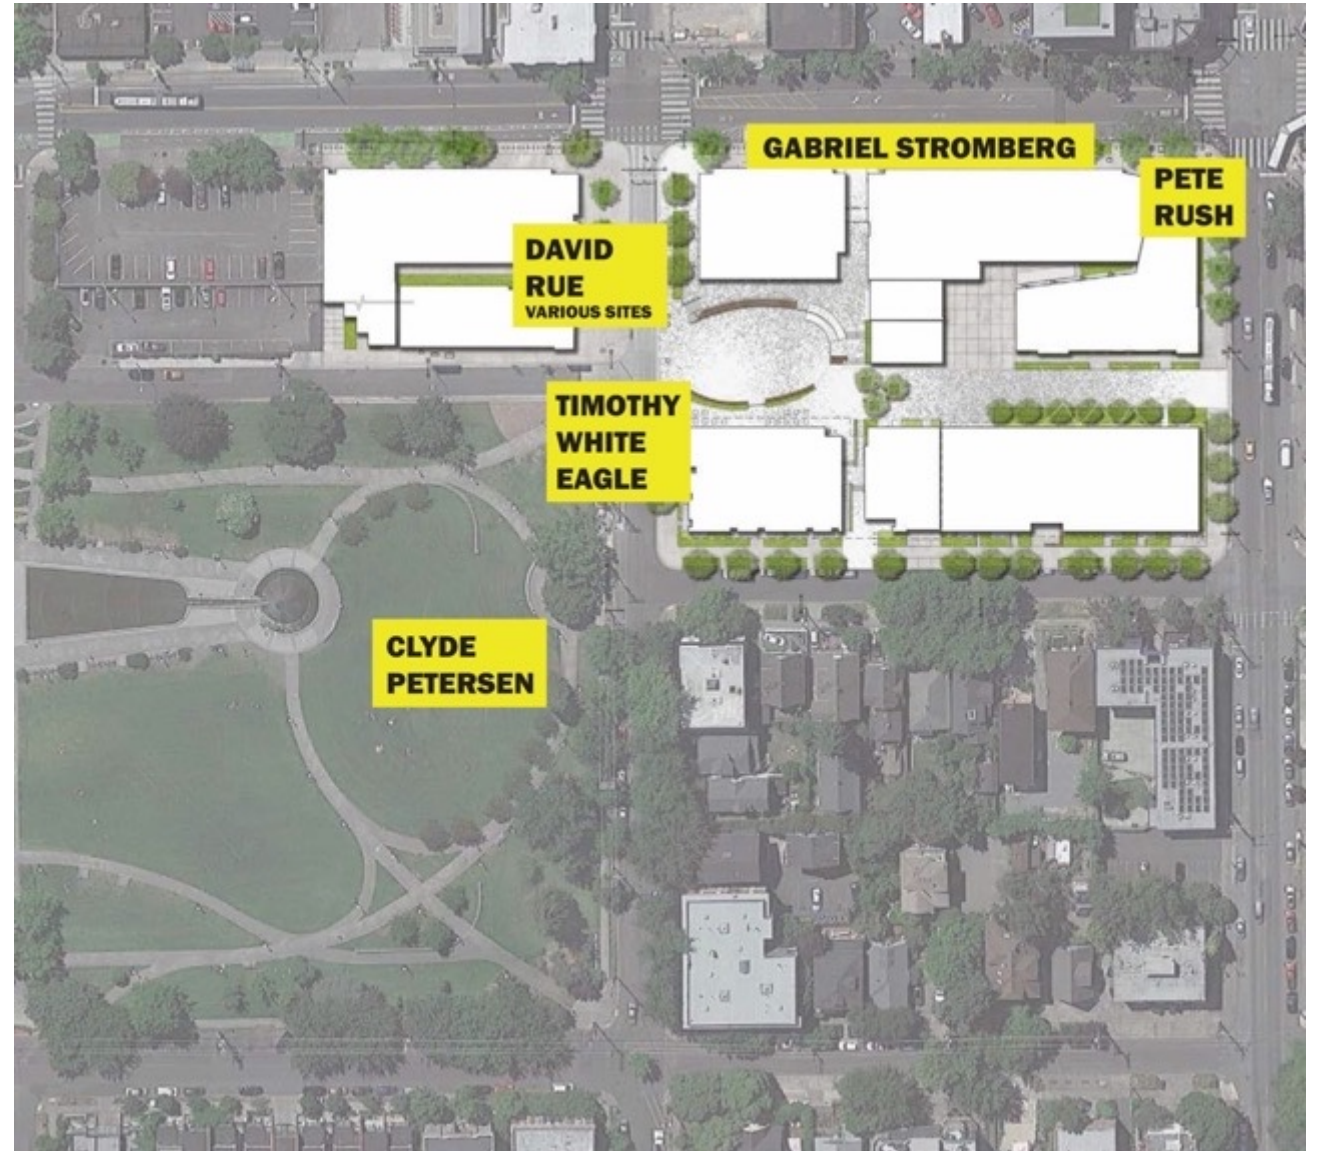 GABRIEL STROMBERG
PETE
RUSH
DAVID
RUE
VARIOUS SITES
TIMOTHY
WHITE
EAGLE
CLYDE
PETERSEN